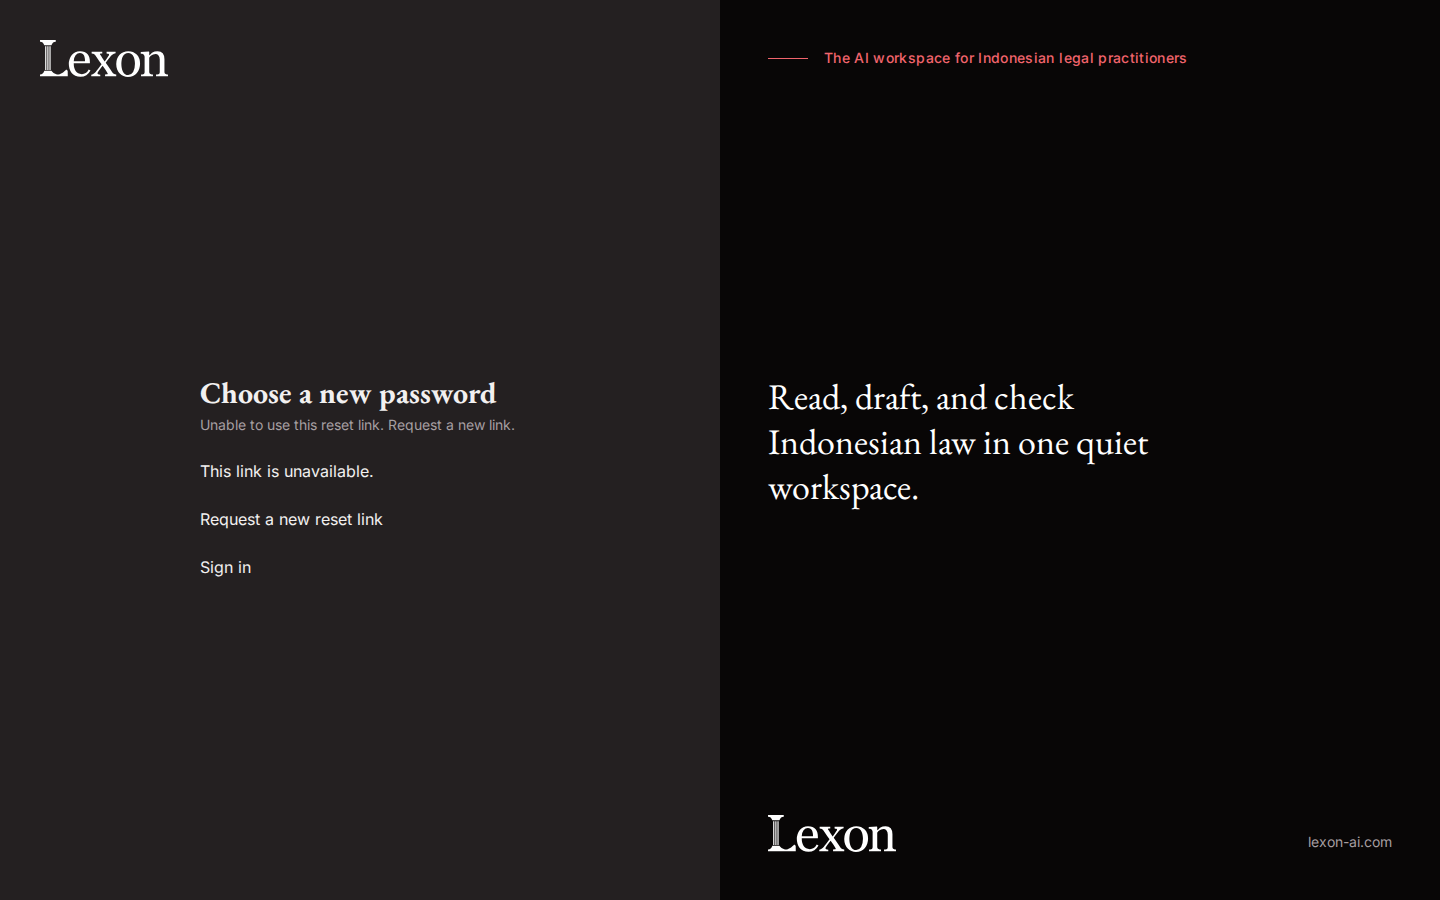 Lexon
Choose a new password
Unable to use this reset link. Request a new link.
This link is unavailable.
Request a new reset link
Sign in
The AI workspace for Indonesian legal practitioners
Read, draft, and check
Indonesian law in one quiet
workspace.
Lexon
lexon-ai.com